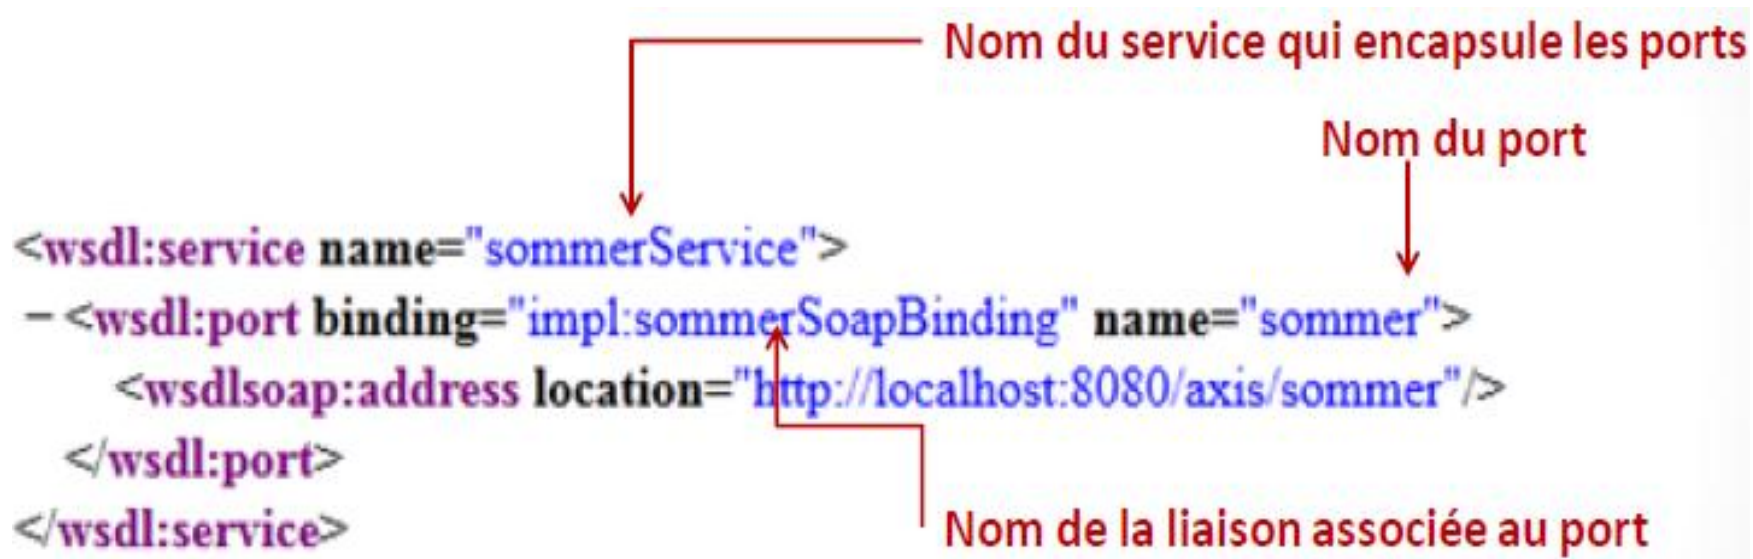 Nom du service qui encapsule les ports
Nom du port
<wsdl:service name="sommerService">
– <wsdl:port binding="impl:sommerSoapBinding" name="sommer">
<wsdlsoap:address location="http://localhost:8080/axis/sommer"/>
</wsdl:port>
</wsdl:service>
Nom de la liaison associée au port